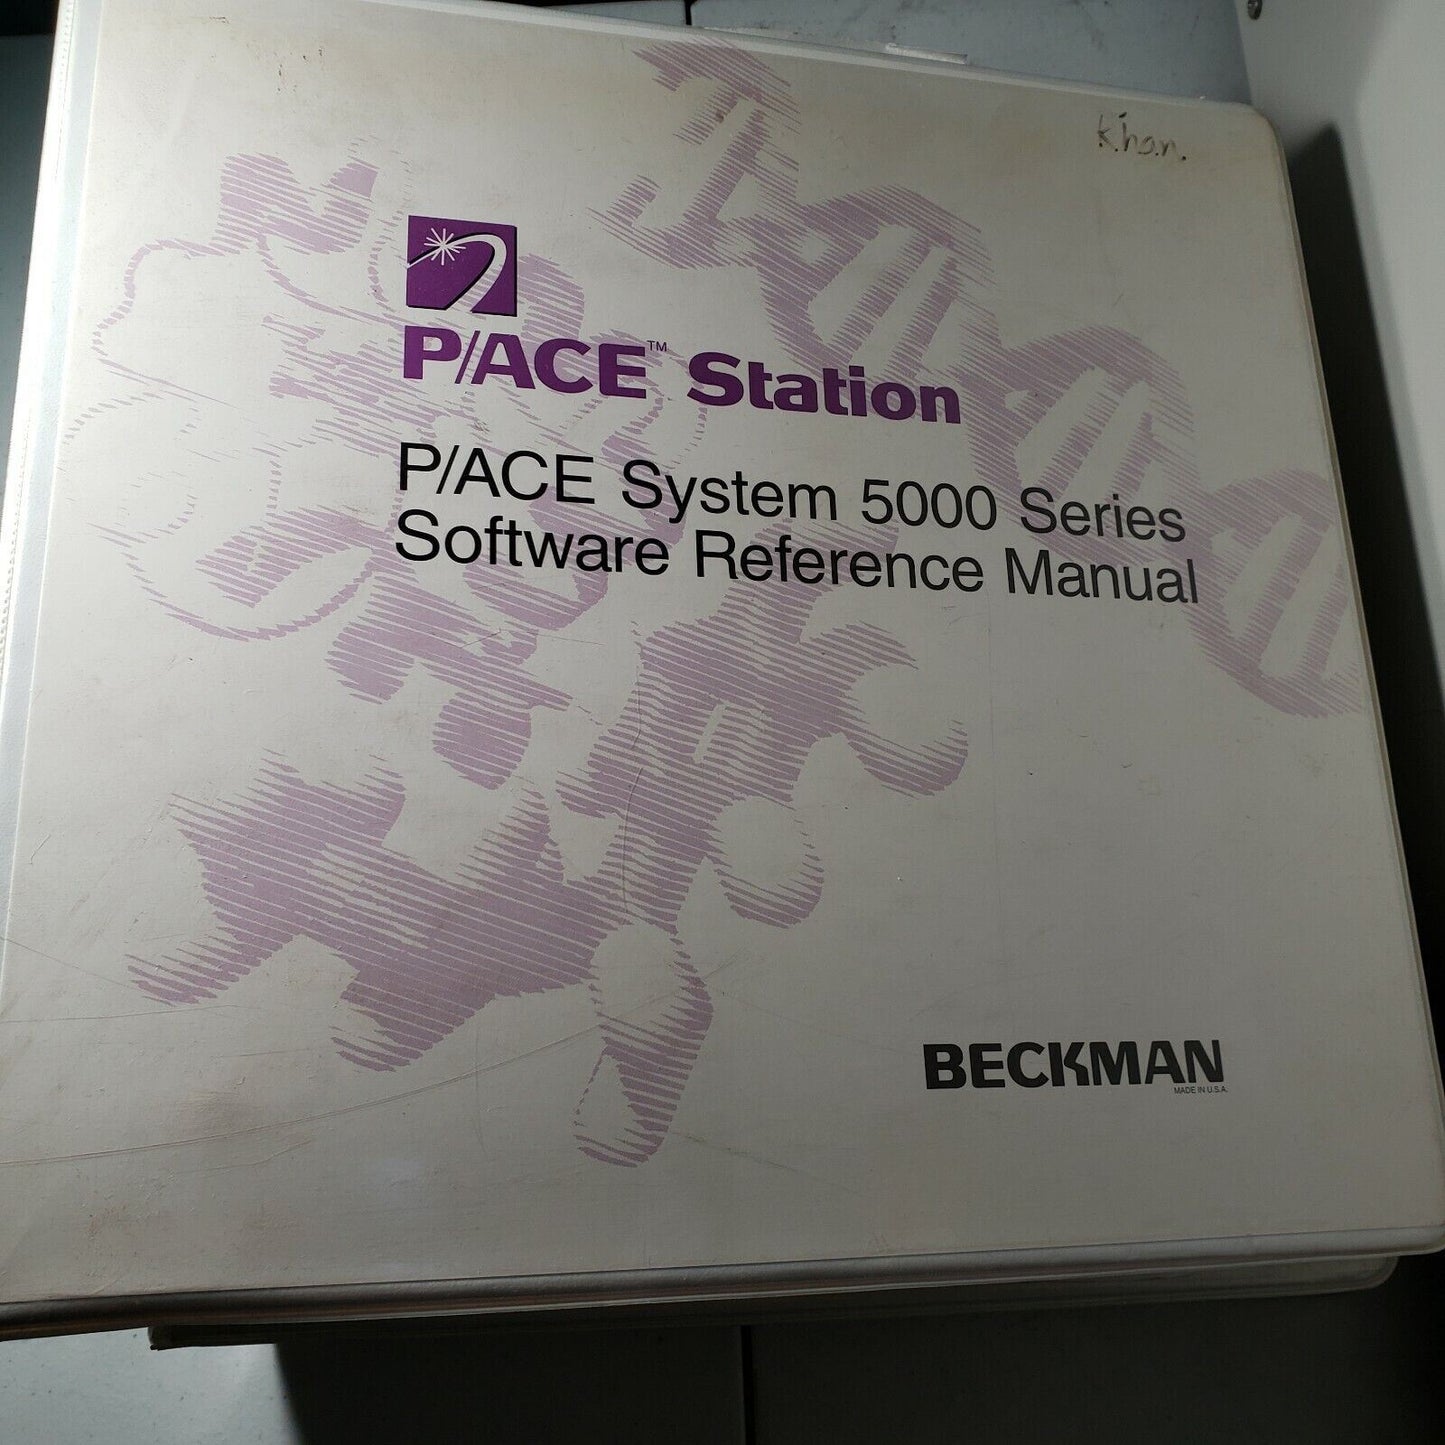 Khan.
P/ACE™ Station
P/ACE System 5000 Series
Software Reference Manual
BECKMAN
MADE IN U.S.A.